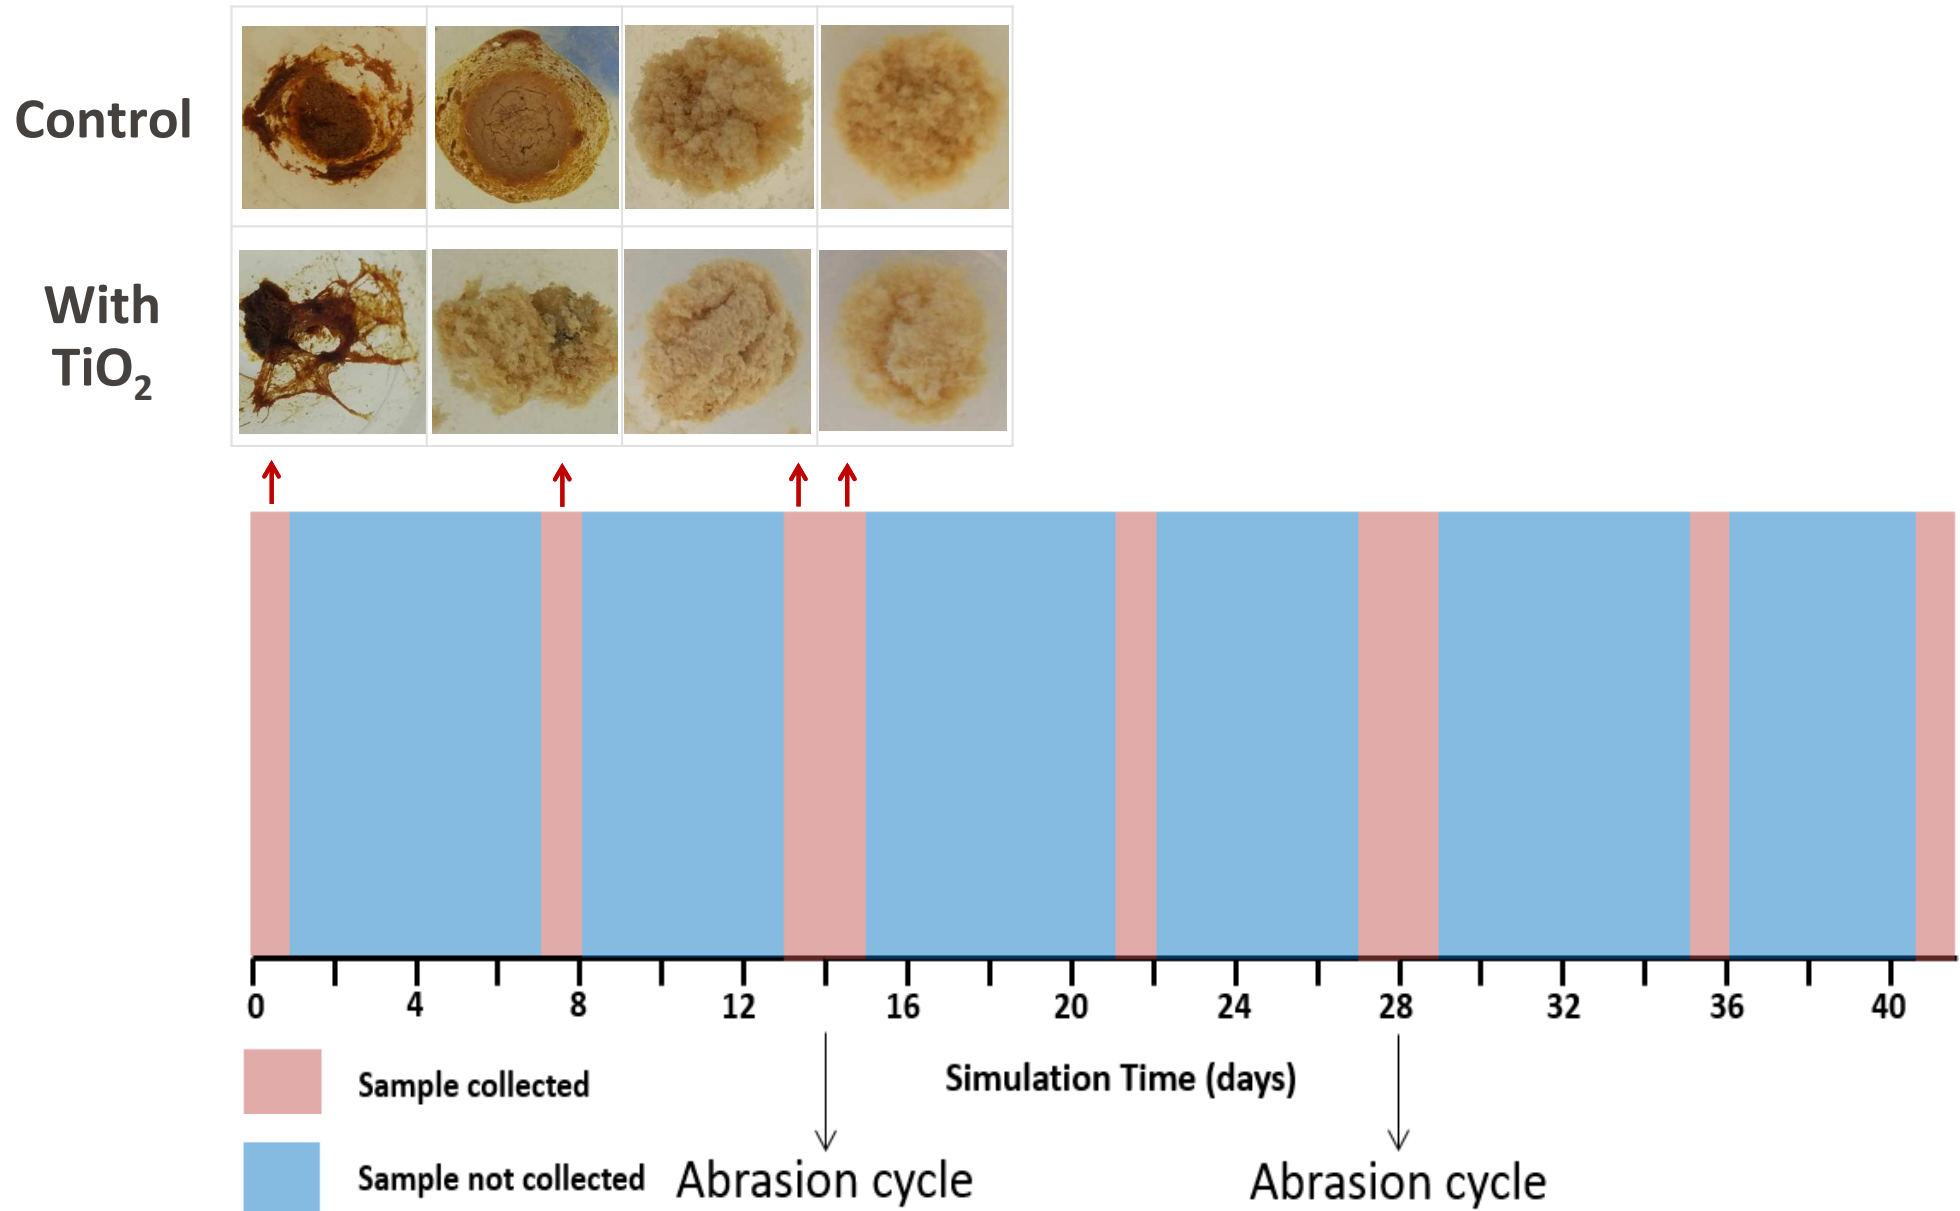 Control
With
TiO₂
0 4 8 12 16 20 24 28 32 36 40
Simulation Time (days)
Sample collected
Sample not collected
Abrasion cycle
Abrasion cycle